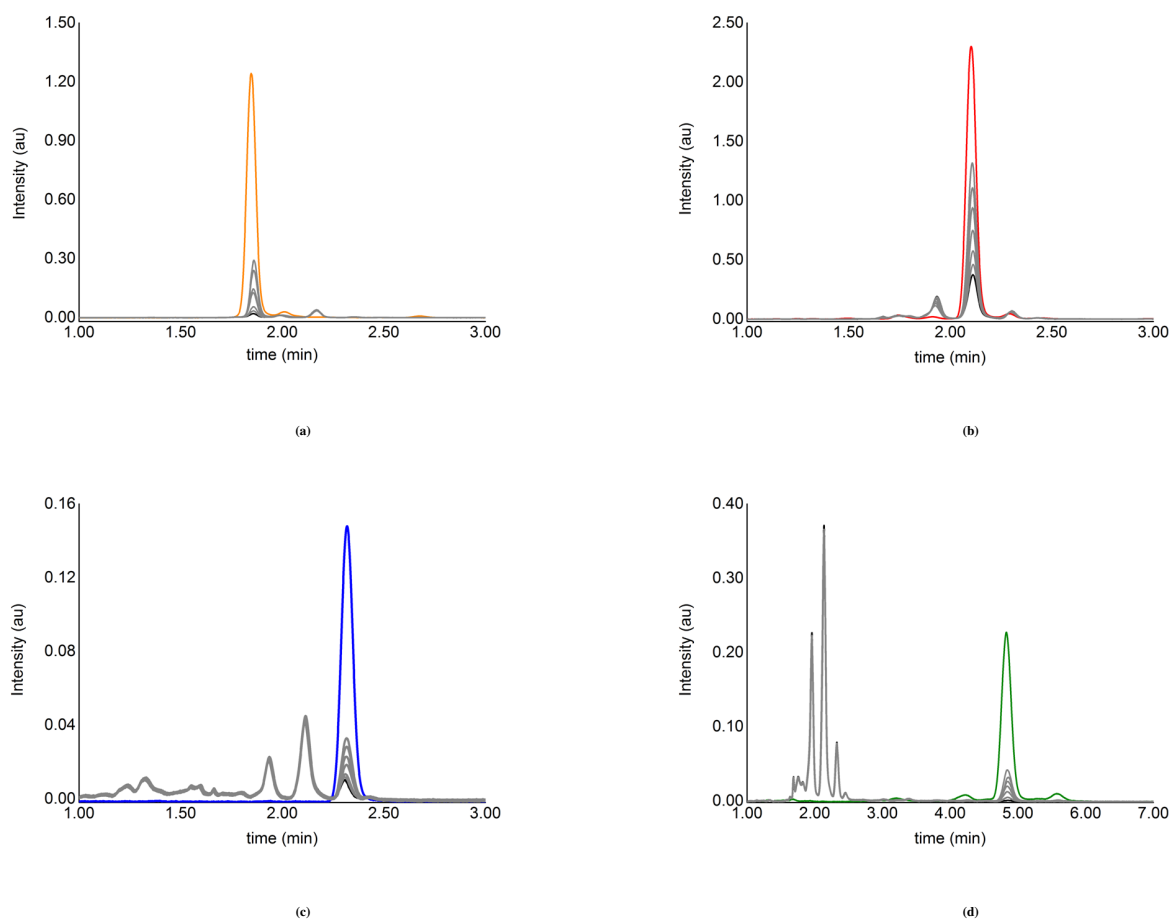 1.50
1.20
0.90
0.60
0.30
0.00
Intensity (au)
1.00 1.50 2.00 2.50 3.00
time (min)
(a)
2.50
2.00
1.50
1.00
0.50
0.00
Intensity (au)
1.00 1.50 2.00 2.50 3.00
time (min)
(b)
0.16
0.12
0.08
0.04
0.00
Intensity (au)
1.00 1.50 2.00 2.50 3.00
time (min)
(c)
0.40
0.30
0.20
0.10
0.00
Intensity (au)
1.00 2.00 3.00 4.00 5.00 6.00 7.00
time (min)
(d)